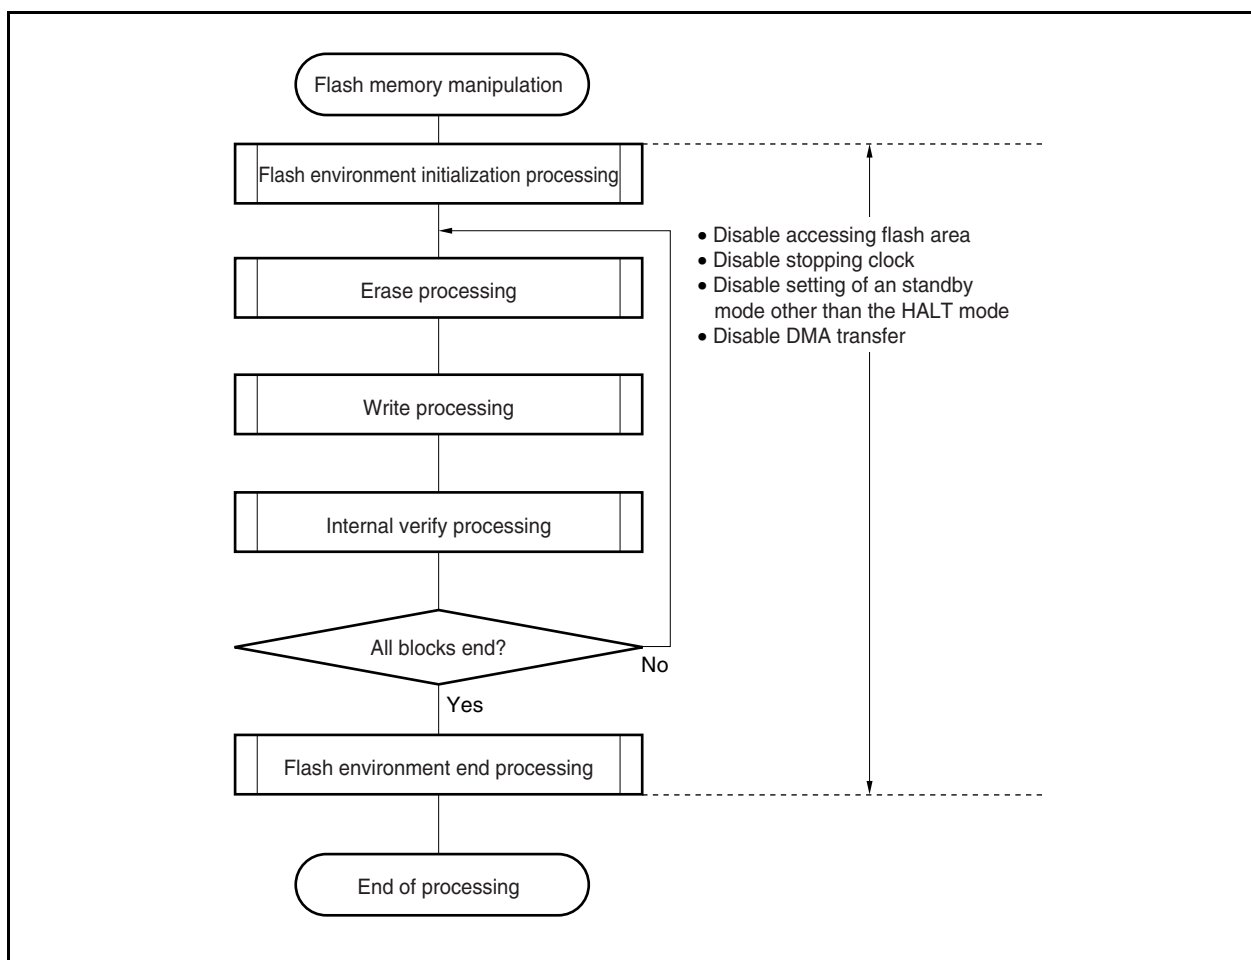 Flash memory manipulation
Flash environment initialization processing
• Disable accessing flash area
• Disable stopping clock
• Disable setting of an standby
mode other than the HALT mode
• Disable DMA transfer
Erase processing
Write processing
Internal verify processing
All blocks end?
No
Yes
Flash environment end processing
End of processing